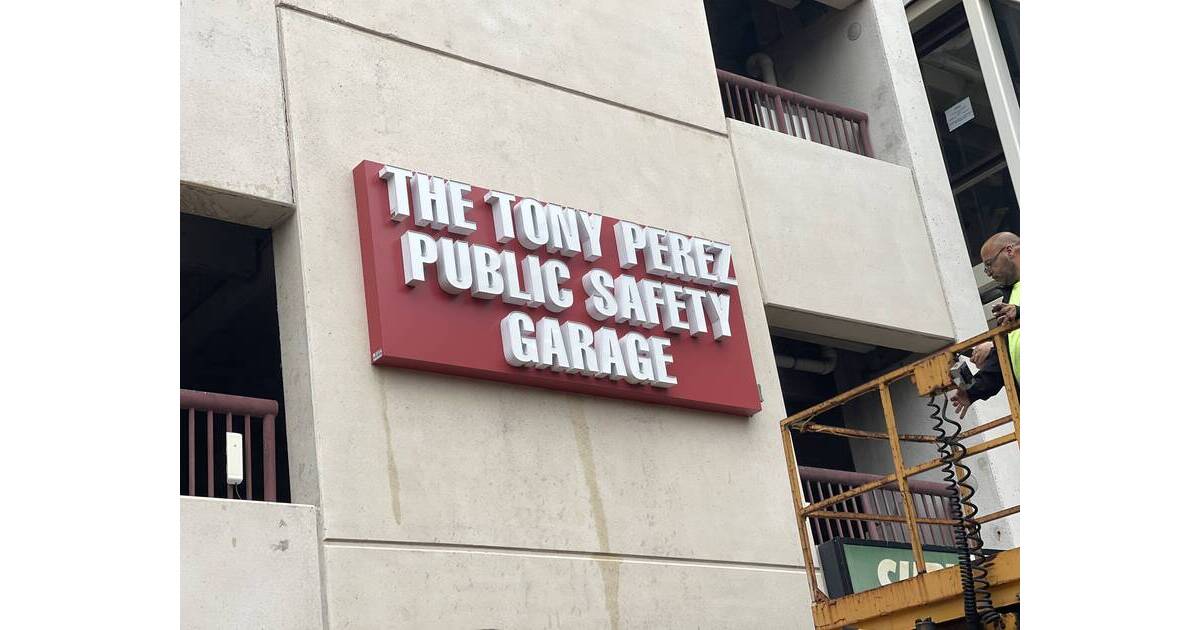 THE TONY PEREZ
PUBLIC SAFETY
GARAGE